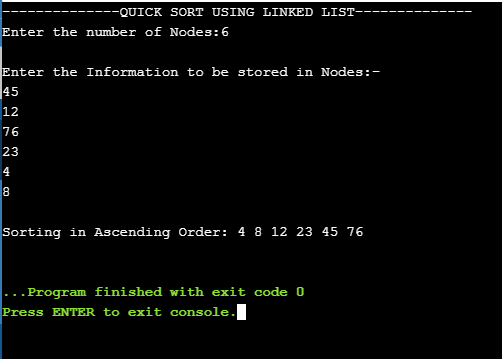 --------------QUICK SORT USING LINKED LIST--------------
Enter the number of Nodes:6
Enter the Information to be stored in Nodes:-
45
12
76
23
4
8
Sorting in Ascending Order: 4 8 12 23 45 76
...Program finished with exit code 0
Press ENTER to exit console.